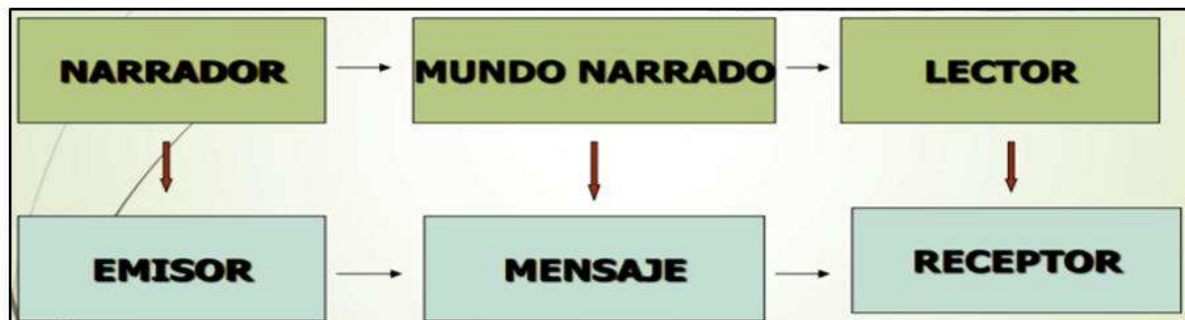 NARRADOR
MUNDO NARRADO
LECTOR
EMISOR
MENSAJE
RECEPTOR